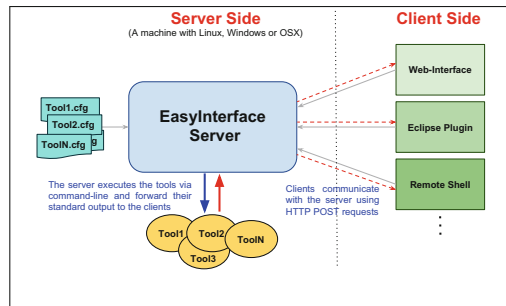 Server Side
(A machine with Linux, Windows or OSX)
Client Side
Tool1.cfg
Tool2.cfg
ToolN.cfg
fg
EasyInterface
Server
Web-Interface
Eclipse Plugin
Remote Shell
The server executes the tools via
command-line and forward their
standard output to the clients
Clients communicate
with the server using
HTTP POST requests
Tool1
Tool2
ToolN
Tool3